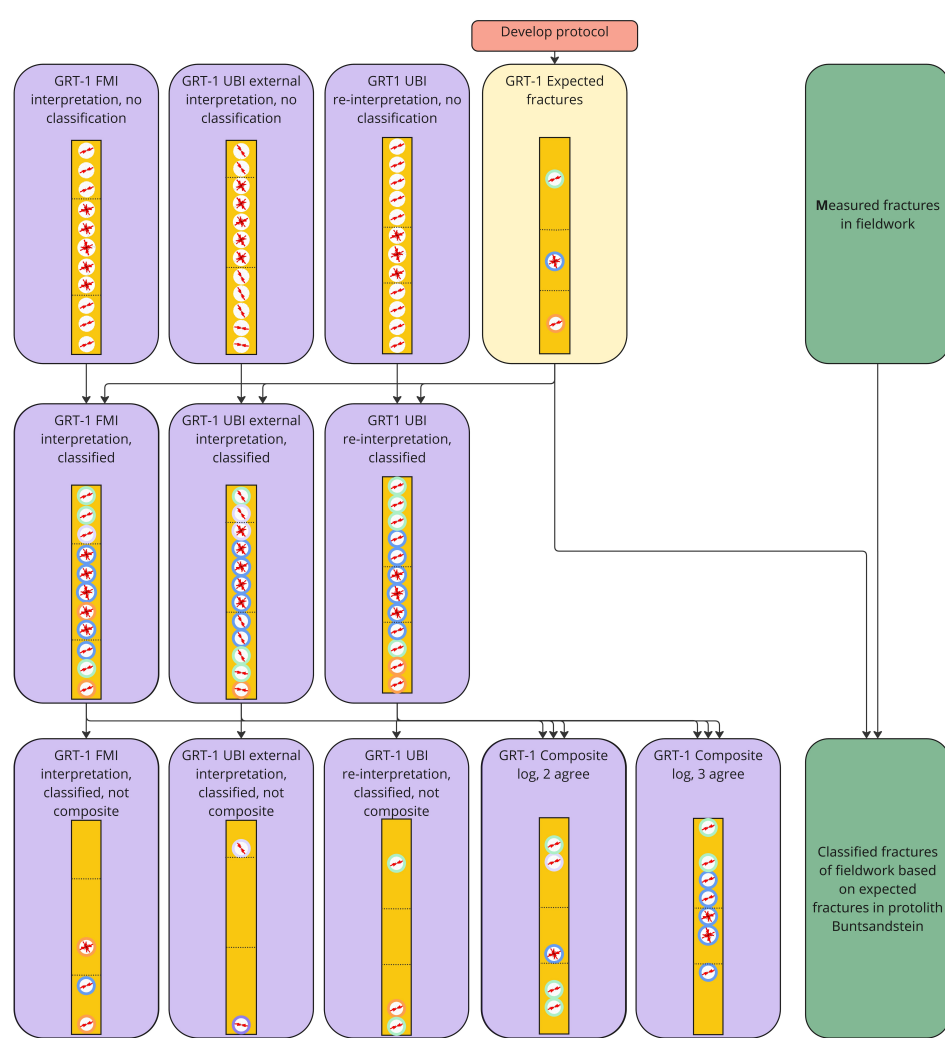 Develop protocol
GRT-1 FMI
interpretation, no
classification
GRT-1 UBI external
interpretation, no
classification
GRT1 UBI
re-interpretation, no
classification
GRT-1 Expected
fractures
Measured fractures
in fieldwork
GRT-1 FMI
interpretation,
classified
GRT-1 UBI external
interpretation,
classified
GRT1 UBI
re-interpretation,
classified
GRT-1 FMI
interpretation,
classified, not
composite
GRT-1 UBI external
interpretation,
classified, not
composite
GRT-1 UBI
re-interpretation,
classified, not
composite
GRT-1 Composite
log, 2 agree
GRT-1 Composite
log, 3 agree
Classified fractures
of fieldwork based
on expected
fractures in protolith
Buntsandstein